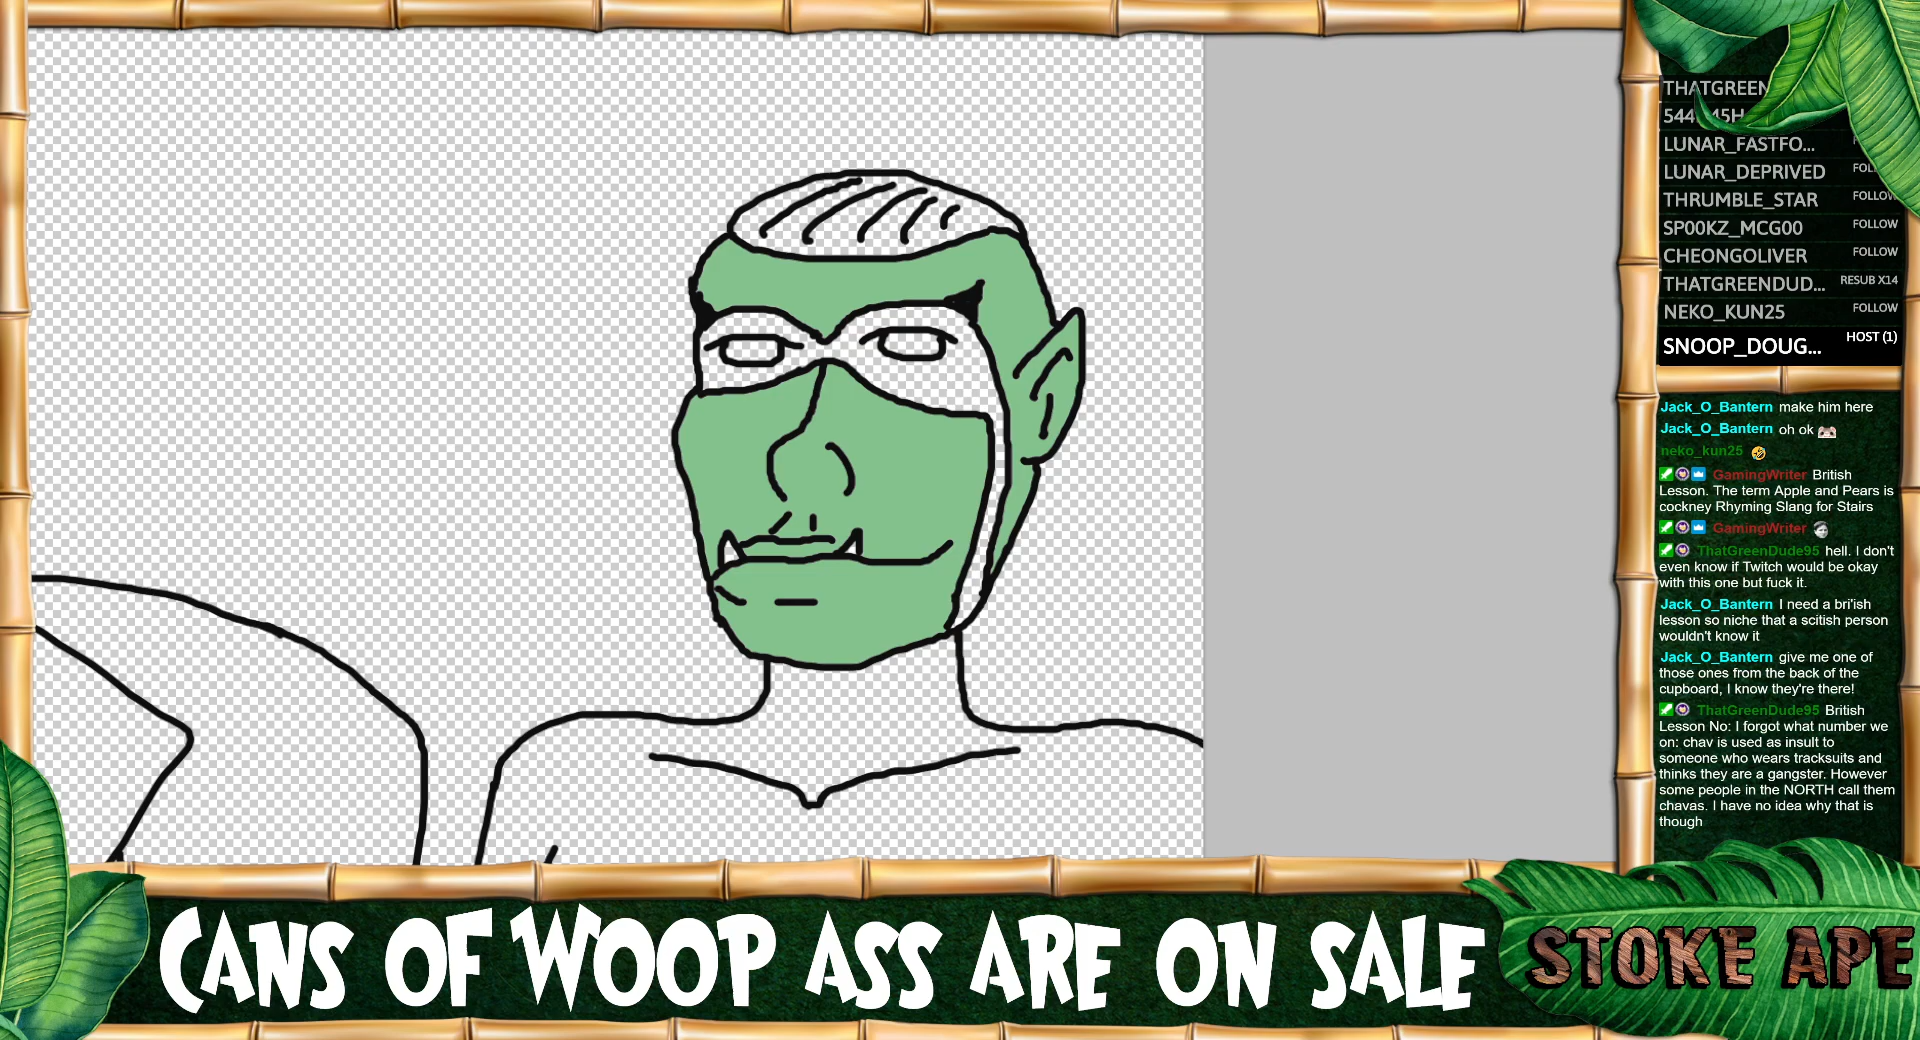 THATGREEN
LUNAR_FASTFO...
LUNAR_DEPRIVED FOL
THRUMBLE_STAR FOLLOW
SP00KZ_MCG00 FOLLOW
CHEONGOLIVER FOLLOW
THATGREENDUD... RESUB X14
NEKO_KUN25 FOLLOW
SNOOP_DOUG... HOST (1)
Jack_O_Bantern make him here
Jack_O_Bantern oh ok
neko_kun25
GamingWriter British
Lesson. The term Apple and Pears is
cockney Rhyming Slang for Stairs
GamingWriter
ThatGreenDude95 hell. I don't
even know if Twitch would be okay
with this one but fuck it.
Jack_O_Bantern I need a bri'ish
lesson so niche that a scitish person
wouldn't know it
Jack_O_Bantern give me one of
those ones from the back of the
cupboard, I know they're there!
ThatGreenDude95 British
Lesson No: I forgot what number we
on: chav is used as insult to
someone who wears tracksuits and
thinks they are a gangster. However
some people in the NORTH call them
chavas. I have no idea why that is
though
CANS OF WOOP ASS ARE ON SALE
STOKE APE